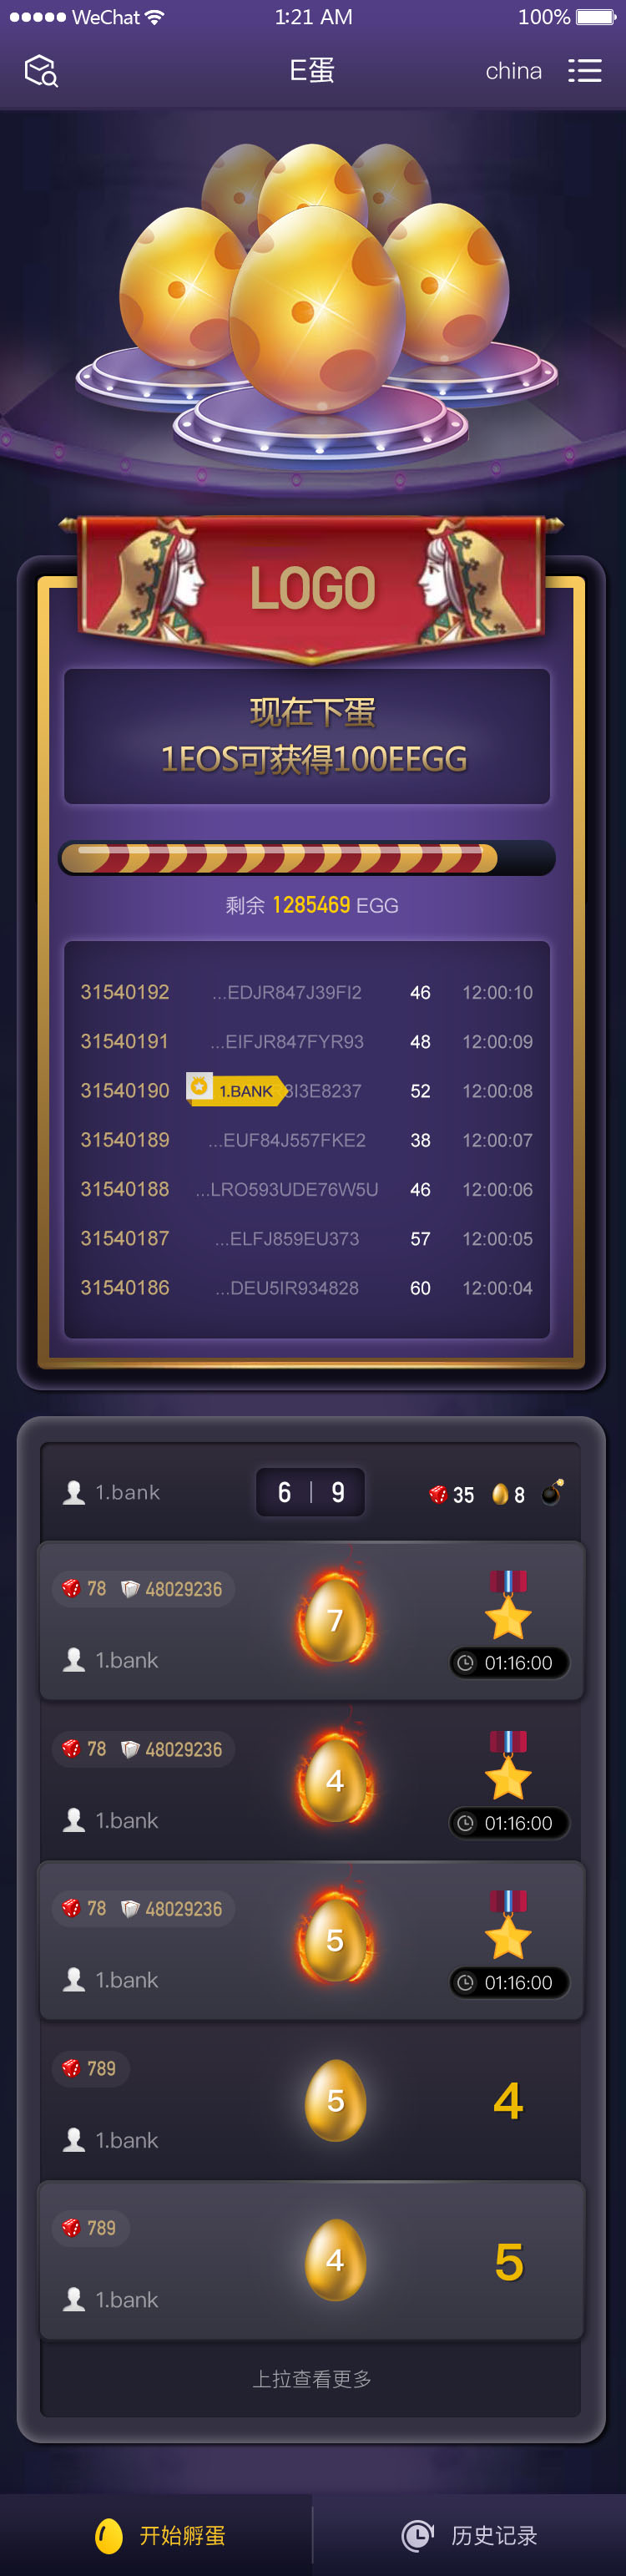 WeChat 1:21 AM 100%
E蛋 china
LOGO
现在下蛋
1EOS可获得100EEGG
剩余 1285469 EGG
31540192 ...EDJR847J39FI2 46 12:00:10
31540191 ...EIFJR847FYR93 48 12:00:09
31540190 1.BANK 3I3E8237 52 12:00:08
31540189 ...EUF84J557FKE2 38 12:00:07
31540188 ...LRO593UDE76W5U 46 12:00:06
31540187 ...ELFJ859EU373 57 12:00:05
31540186 ...DEU5IR934828 60 12:00:04
1.bank 6 | 9 35 8
78 48029236 7
1.bank 01:16:00
78 48029236 4
1.bank 01:16:00
78 48029236 5
1.bank 01:16:00
789 5 4
1.bank
789 4 5
1.bank
上拉查看更多
开始孵蛋 历史记录